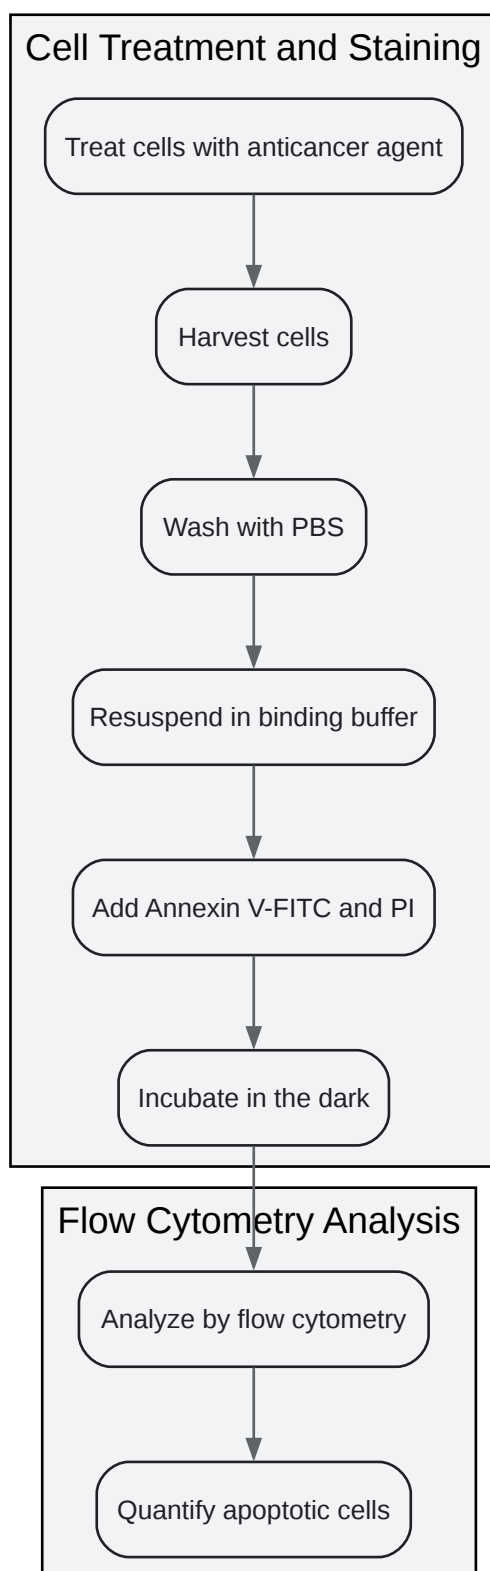 Cell Treatment and Staining
Treat cells with anticancer agent
Harvest cells
Wash with PBS
Resuspend in binding buffer
Add Annexin V-FITC and PI
Incubate in the dark
Flow Cytometry Analysis
Analyze by flow cytometry
Quantify apoptotic cells